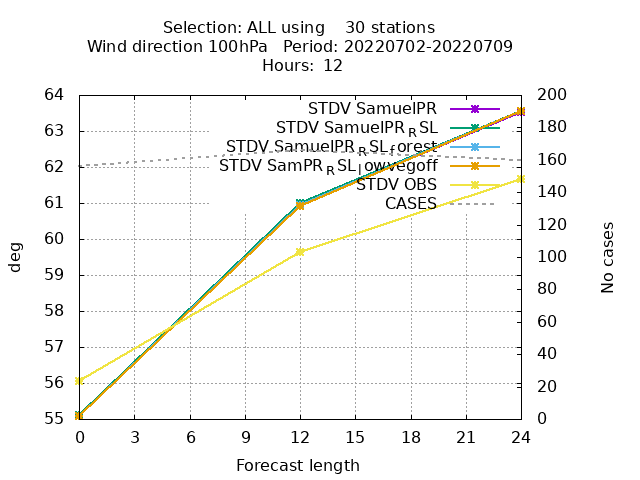 Selection: ALL using 30 stations
Wind direction 100hPa Period: 20220702-20220709
Hours: 12
deg
No cases
64
63
62
61
60
59
58
57
56
55
200
180
160
140
120
100
80
60
40
20
0
STDV SamuelPR
STDV SamuelPR_RSL
STDV SamuelPR_RSL_forest
STDV SamPR_RSL_lowvegoff
STDV OBS
CASES
0 3 6 9 12 15 18 21 24
Forecast length